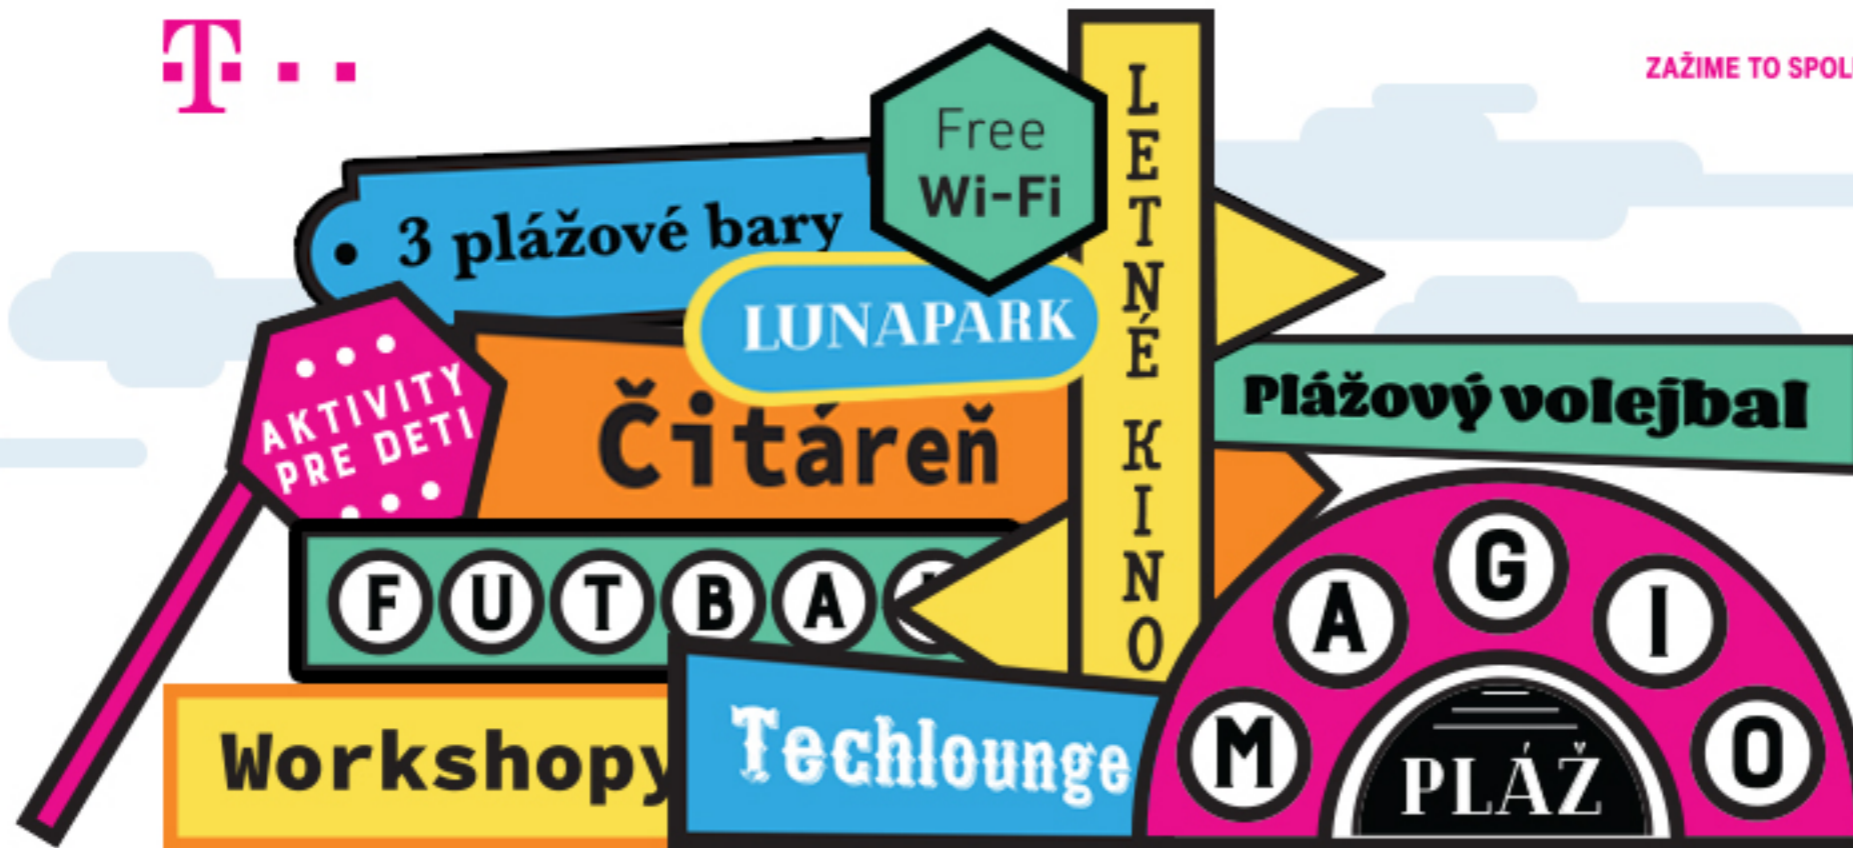 T
ZAŽIME TO
Free
Wi-Fi
LETNÉ KINO
3 plážové bary
LUNAPARK
AKTIVITY
PRE DETI
Čitáreň
Plážový volejbal
FUTBA
MAGIO
PLÁŽ
Workshopy
Techlounge